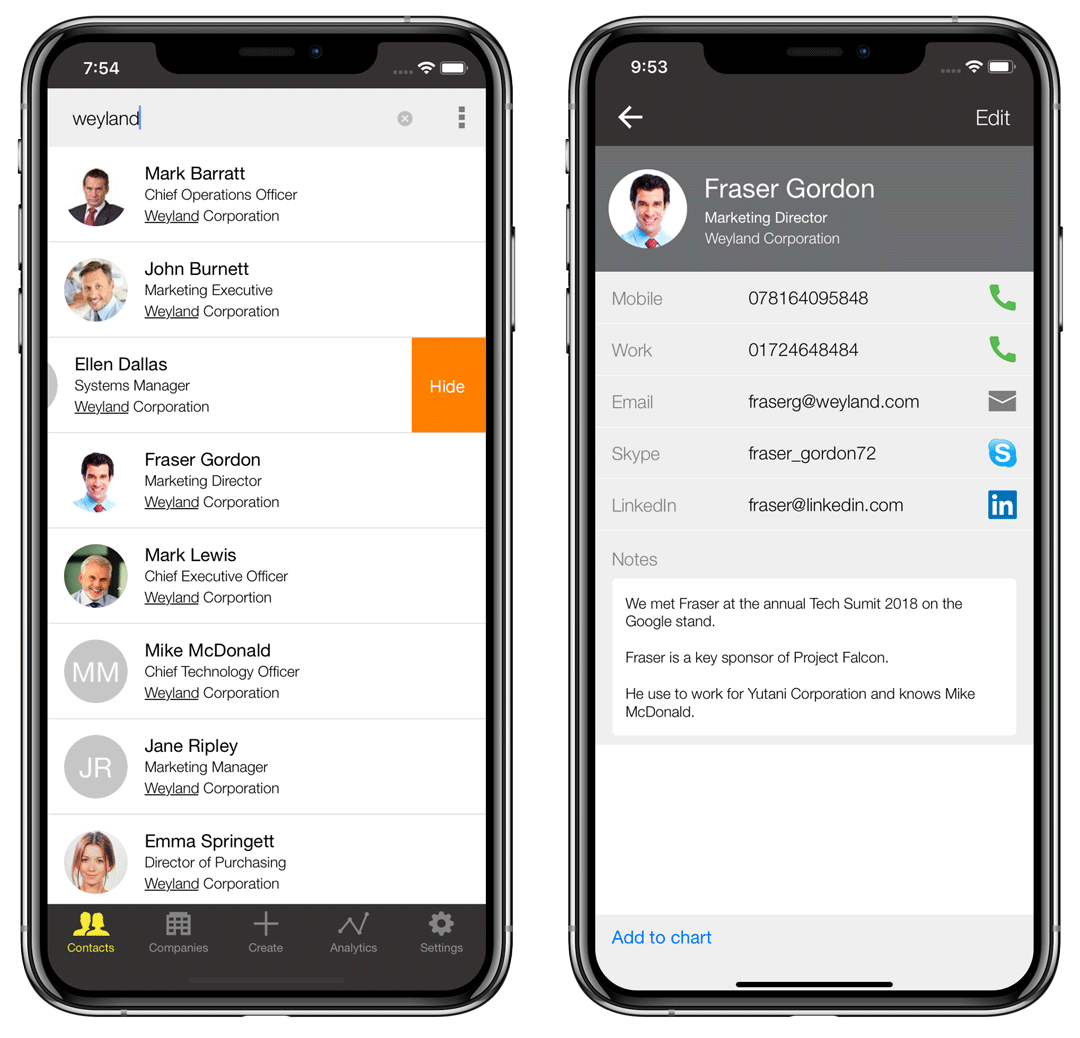 7:54
weyland
Mark Barratt
Chief Operations Officer
Weyland Corporation
John Burnett
Marketing Executive
Weyland Corporation
Ellen Dallas
Systems Manager
Weyland Corporation
Hide
Fraser Gordon
Marketing Director
Weyland Corporation
Mark Lewis
Chief Executive Officer
Weyland Corportion
MM
Mike McDonald
Chief Technology Officer
Weyland Corporation
JR
Jane Ripley
Marketing Manager
Weyland Corporation
Emma Springett
Director of Purchasing
Weyland Corporation
Contacts Companies Create Analytics Settings
9:53
Edit
Fraser Gordon
Marketing Director
Weyland Corporation
Mobile 078164095848
Work 01724648484
Email fraserg@weyland.com
Skype fraser_gordon72 S
LinkedIn fraser@linkedin.com in
Notes
We met Fraser at the annual Tech Sumit 2018 on the
Google stand.
Fraser is a key sponsor of Project Falcon.
He use to work for Yutani Corporation and knows Mike
McDonald.
Add to chart